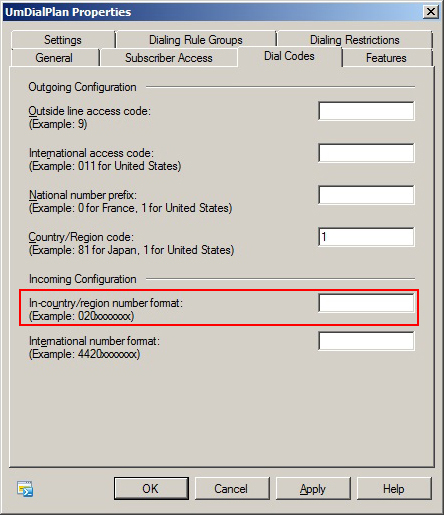 UmDialPlan Properties
Settings
Dialing Rule Groups
Dialing Restrictions
General
Subscriber Access
Dial Codes
Features
Outgoing Configuration
Outside line access code:
(Example: 9)
International access code:
(Example: 011 for United States)
National number prefix:
(Example: 0 for France, 1 for United States)
Country/Region code:
1
(Example: 81 for Japan, 1 for United States)
Incoming Configuration
In-country/region number format:
(Example: 020xxxxxxx)
International number format:
(Example: 4420xxxxxxx)
OK
Cancel
Apply
Help